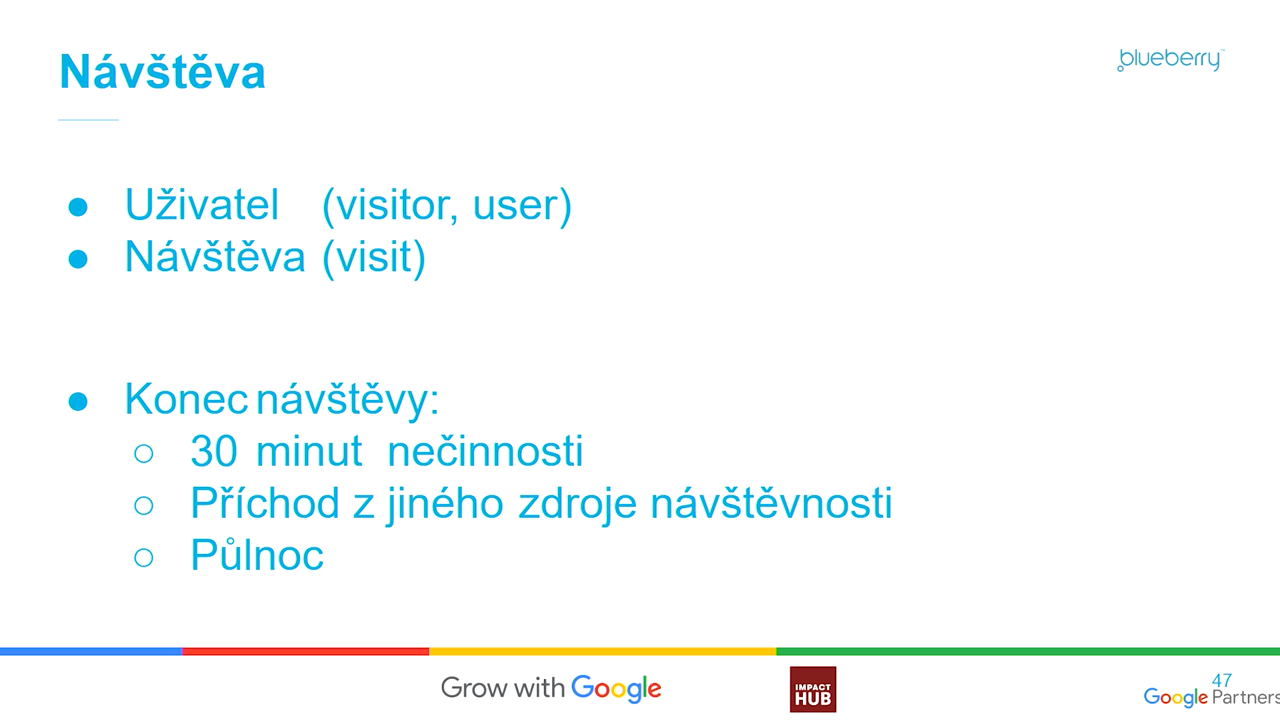 Návštěva
blueberry™
● Uživatel (visitor, user)
● Návštěva (visit)
● Konec návštěvy:
○ 30 minut nečinnosti
○ Příchod z jiného zdroje návštěvnosti
○ Půlnoc
Grow with Google
IMPACT
HUB
47
Google Partners